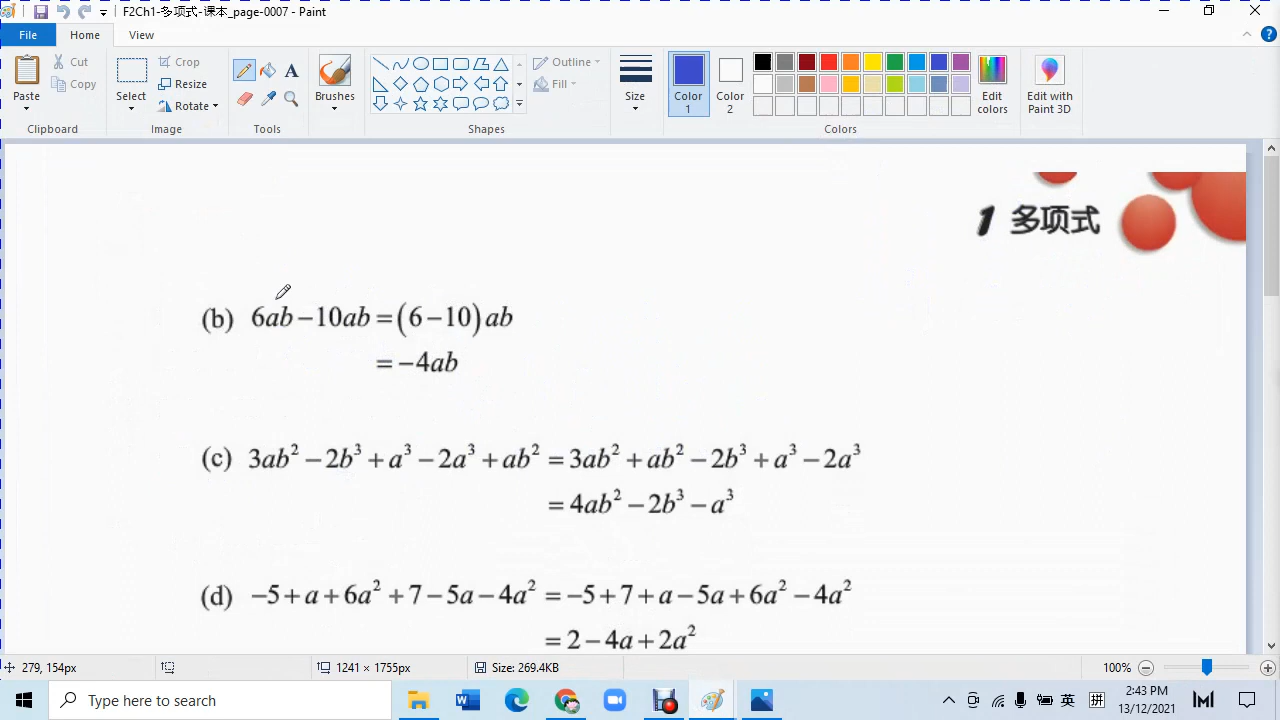 F2Ch1-多项式-课本_page-0007 - Paint
File Home View
Paste Cut Copy Clipboard
Select Crop Resize Rotate Image
Tools
Brushes
Shapes Outline Fill
Size
Color 1 Color 2 Edit colors Colors
Edit with Paint 3D
1 多项式
(b) 6ab − 10ab = (6 − 10) ab
= −4ab
(c) 3ab² − 2b³ + a³ − 2a³ + ab² = 3ab² + ab² − 2b³ + a³ − 2a³
= 4ab² − 2b³ − a³
(d) −5 + a + 6a² + 7 − 5a − 4a² = −5 + 7 + a − 5a + 6a² − 4a²
= 2 − 4a + 2a²
279, 154px 1241 × 1755px Size: 269.4KB 100%
Type here to search 英 拼 2:43 PM
13/12/2021